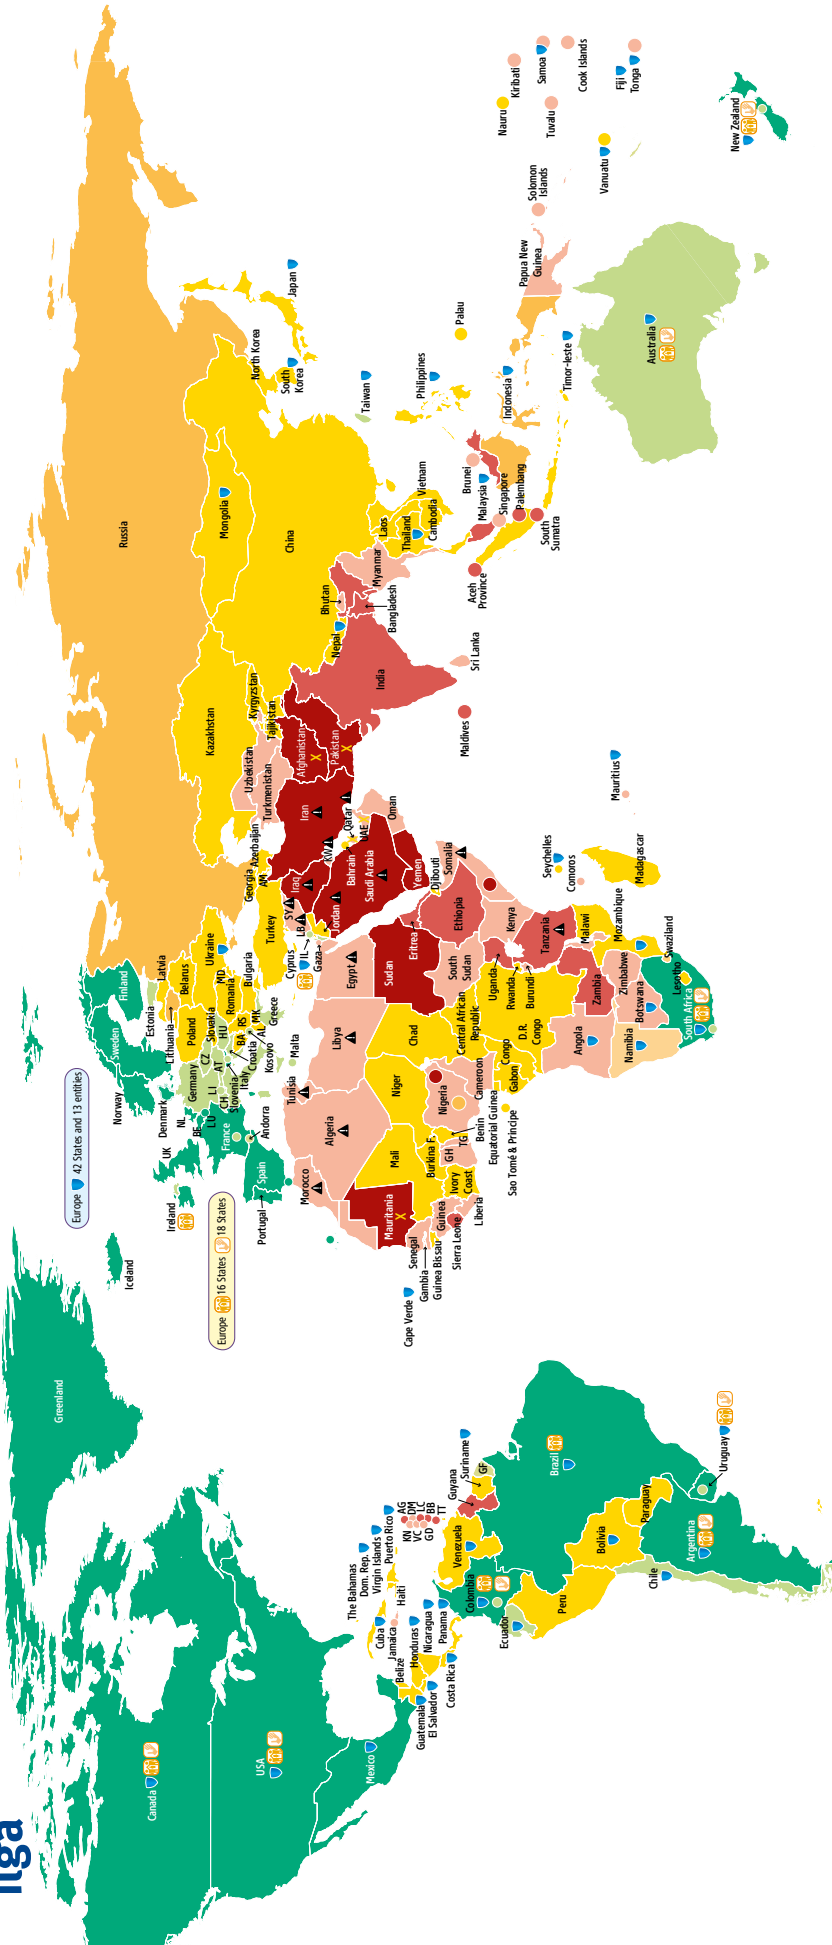 ilga
Canada
USA
Mexico
Greenland
Iceland
Guatemala
El Salvador
Belize
Honduras
Nicaragua
Costa Rica
Panama
Cuba
Jamaica
Haiti
The Bahamas
Dom. Rep.
Virgin Islands
Puerto Rico
KN
AG
DM
VC
LC
GD
BB
TT
Venezuela
Colombia
Ecuador
Guyana
Suriname
GF
Peru
Bolivia
Brazil
Paraguay
Chile
Argentina
Uruguay
Europe 42 States and 13 entities
Europe 16 States 18 States
Norway
Sweden
Finland
Denmark
UK
Ireland
Estonia
Latvia
Lithuania
Belarus
Poland
Germany
NL
BE
LU
France
Andorra
Spain
Portugal
CZ
Slovakia
LI
AT
HU
CH
Slovenia
Italy
Croatia
BA
RS
Kosovo
AL
MK
Greece
Malta
Ukraine
MD
Romania
Bulgaria
Turkey
Cyprus
Georgia
AM
Azerbaijan
Russia
Kazakhstan
Uzbekistan
Turkmenistan
Kyrgyzstan
Tajikistan
Mongolia
China
North Korea
South
Korea
Japan
Taiwan
SY
LB
IL
Gaza
Jordan
Iraq
Iran
KW
Bahrain
Qatar
UAE
Saudi Arabia
Oman
Yemen
Afghanistan
Pakistan
India
Nepal
Bhutan
Bangladesh
Sri Lanka
Maldives
Myanmar
Laos
Thailand
Vietnam
Cambodia
Philippines
Palau
Brunei
Malaysia
Singapore
Palembang
South
Sumatra
Aceh
Province
Indonesia
Timor-leste
Papua New
Guinea
Solomon
Islands
Australia
New Zealand
Vanuatu
Nauru
Kiribati
Tuvalu
Samoa
Cook Islands
Fiji
Tonga
Morocco
Algeria
Tunisia
Libya
Egypt
Mauritania
Mali
Niger
Chad
Sudan
Eritrea
Djibouti
Somalia
Ethiopia
South
Sudan
Cape Verde
Senegal
Gambia
Guinea Bissau
Guinea
Sierra Leone
Liberia
Ivory
Coast
Burkina F.
GH
TG
Benin
Nigeria
Cameroon
Equatorial Guinea
Sao Tomé & Principe
Central African
Republic
Gabon
Congo
D.R.
Congo
Uganda
Rwanda
Burundi
Kenya
Tanzania
Angola
Zambia
Malawi
Mozambique
Zimbabwe
Botswana
Namibia
South Africa
Lesotho
Swaziland
Madagascar
Comoros
Seychelles
Mauritius